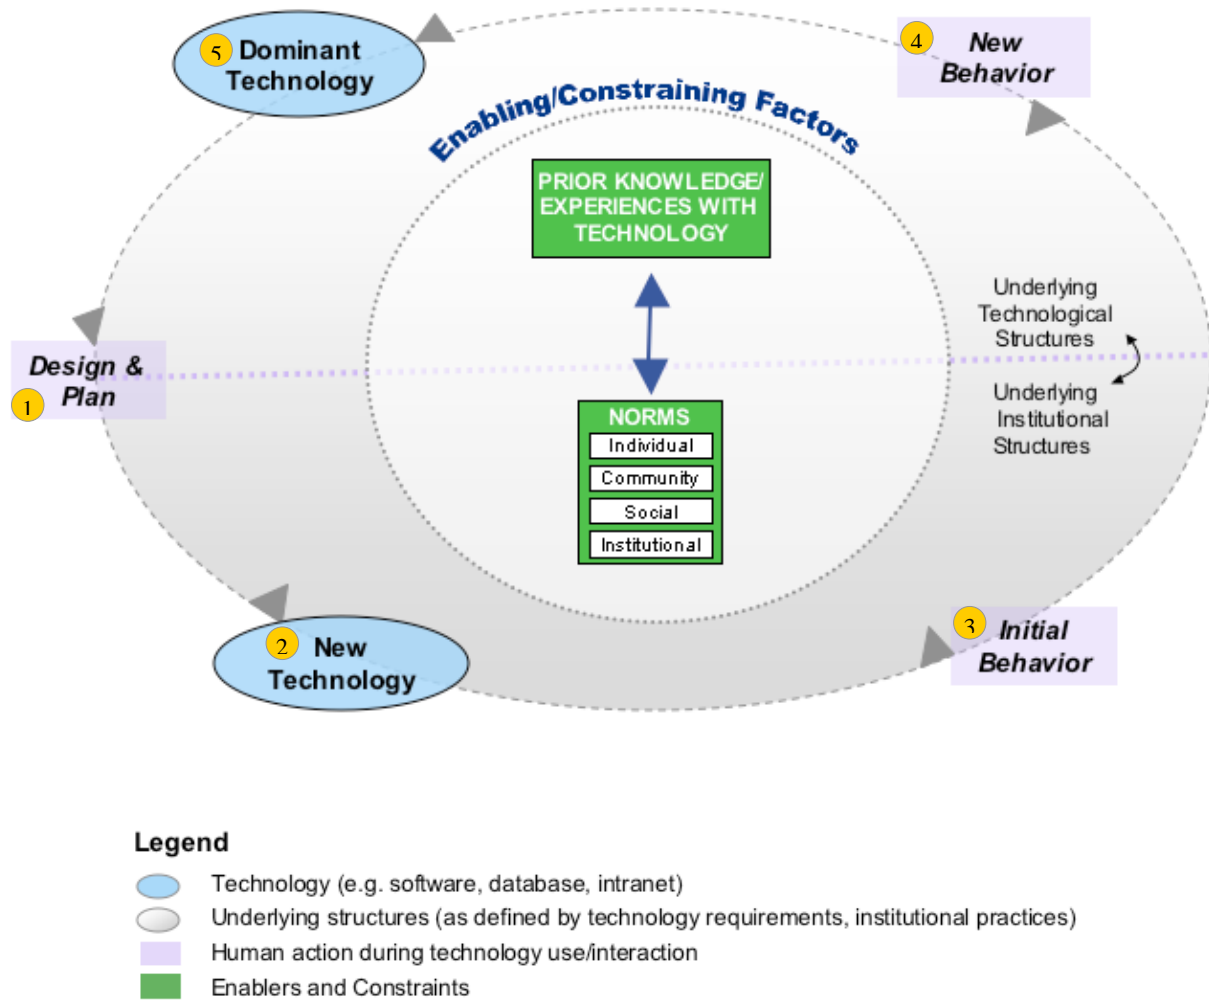 5
Dominant
Technology
4
New
Behavior
Enabling/Constraining Factors
PRIOR KNOWLEDGE/
EXPERIENCES WITH
TECHNOLOGY
Underlying
Technological
Structures
Design &
Plan
1
Underlying
Institutional
Structures
NORMS
Individual
Community
Social
Institutional
2
New
Technology
3
Initial
Behavior
Legend
Technology (e.g. software, database, intranet)
Underlying structures (as defined by technology requirements, institutional practices)
Human action during technology use/interaction
Enablers and Constraints